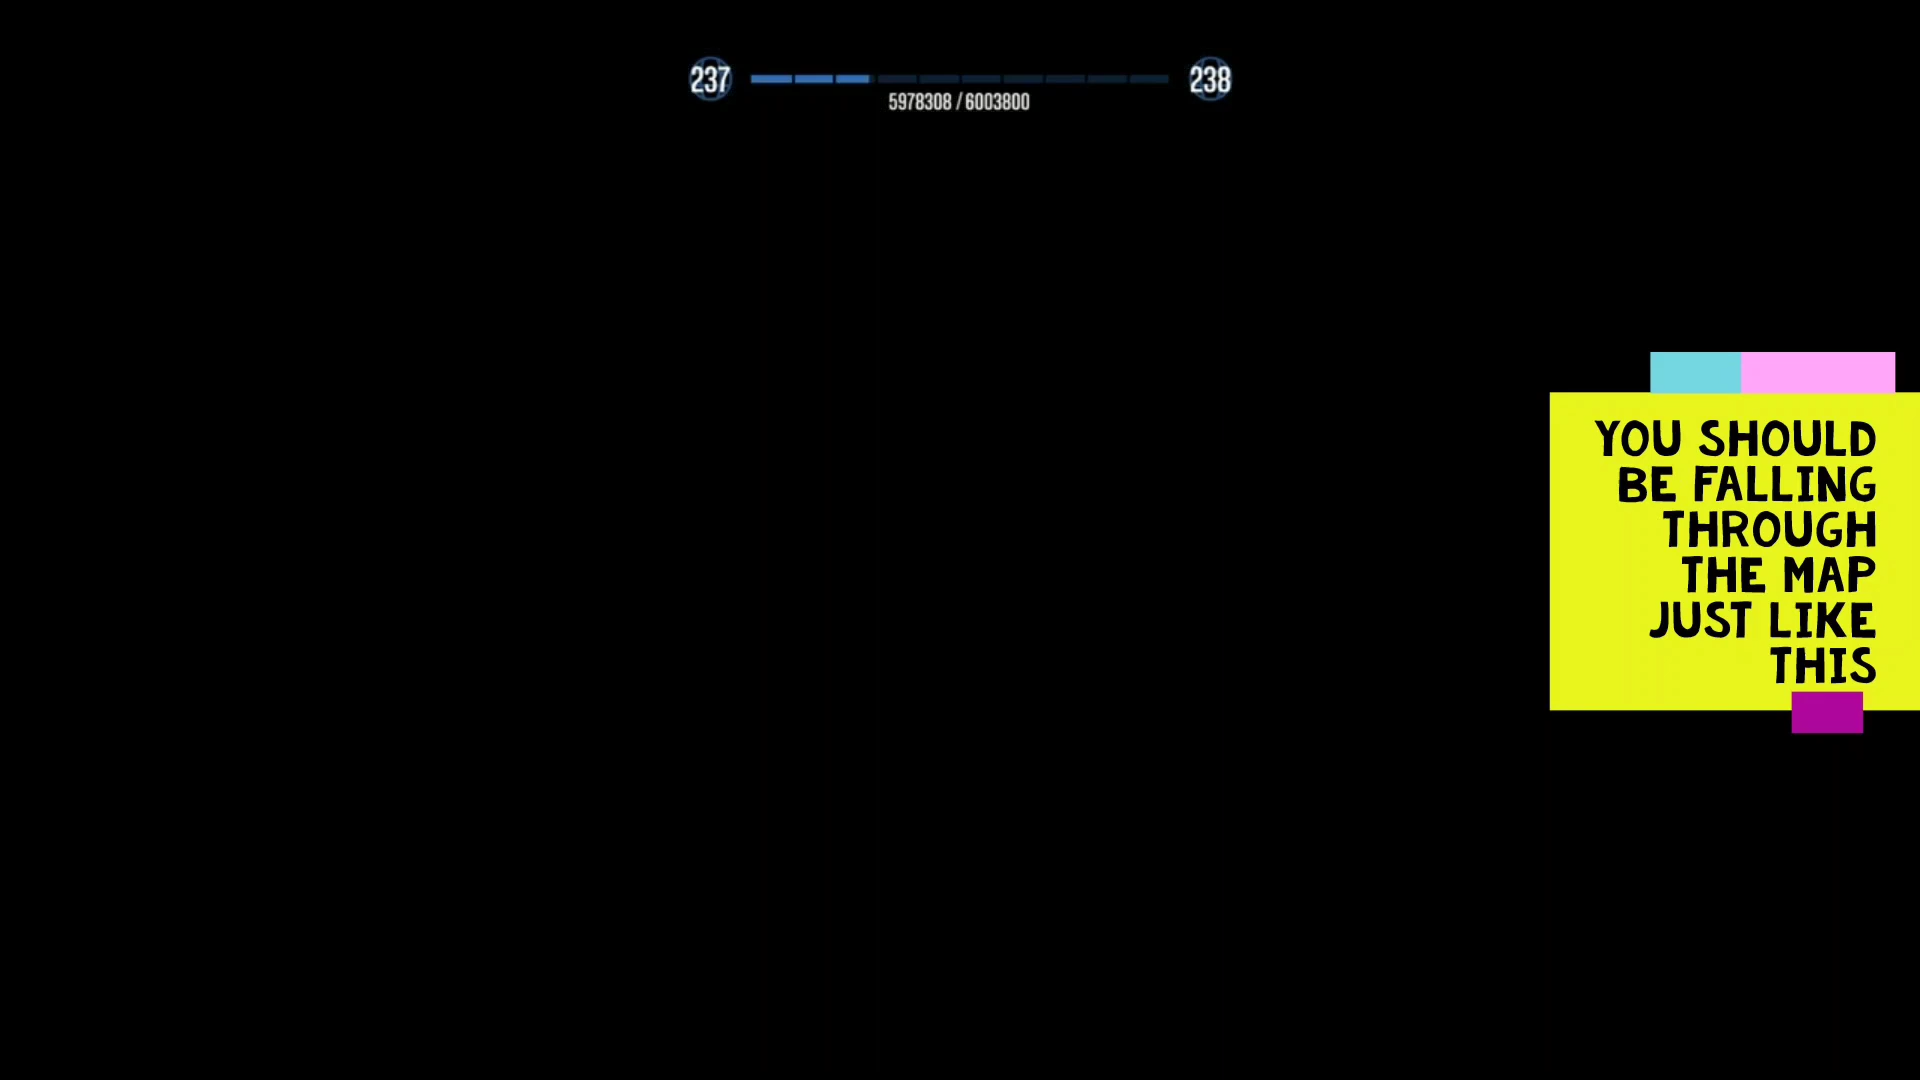 237 238
5978308 / 6003800
YOU SHOULD
BE FALLING
THROUGH
THE MAP
JUST LIKE
THIS